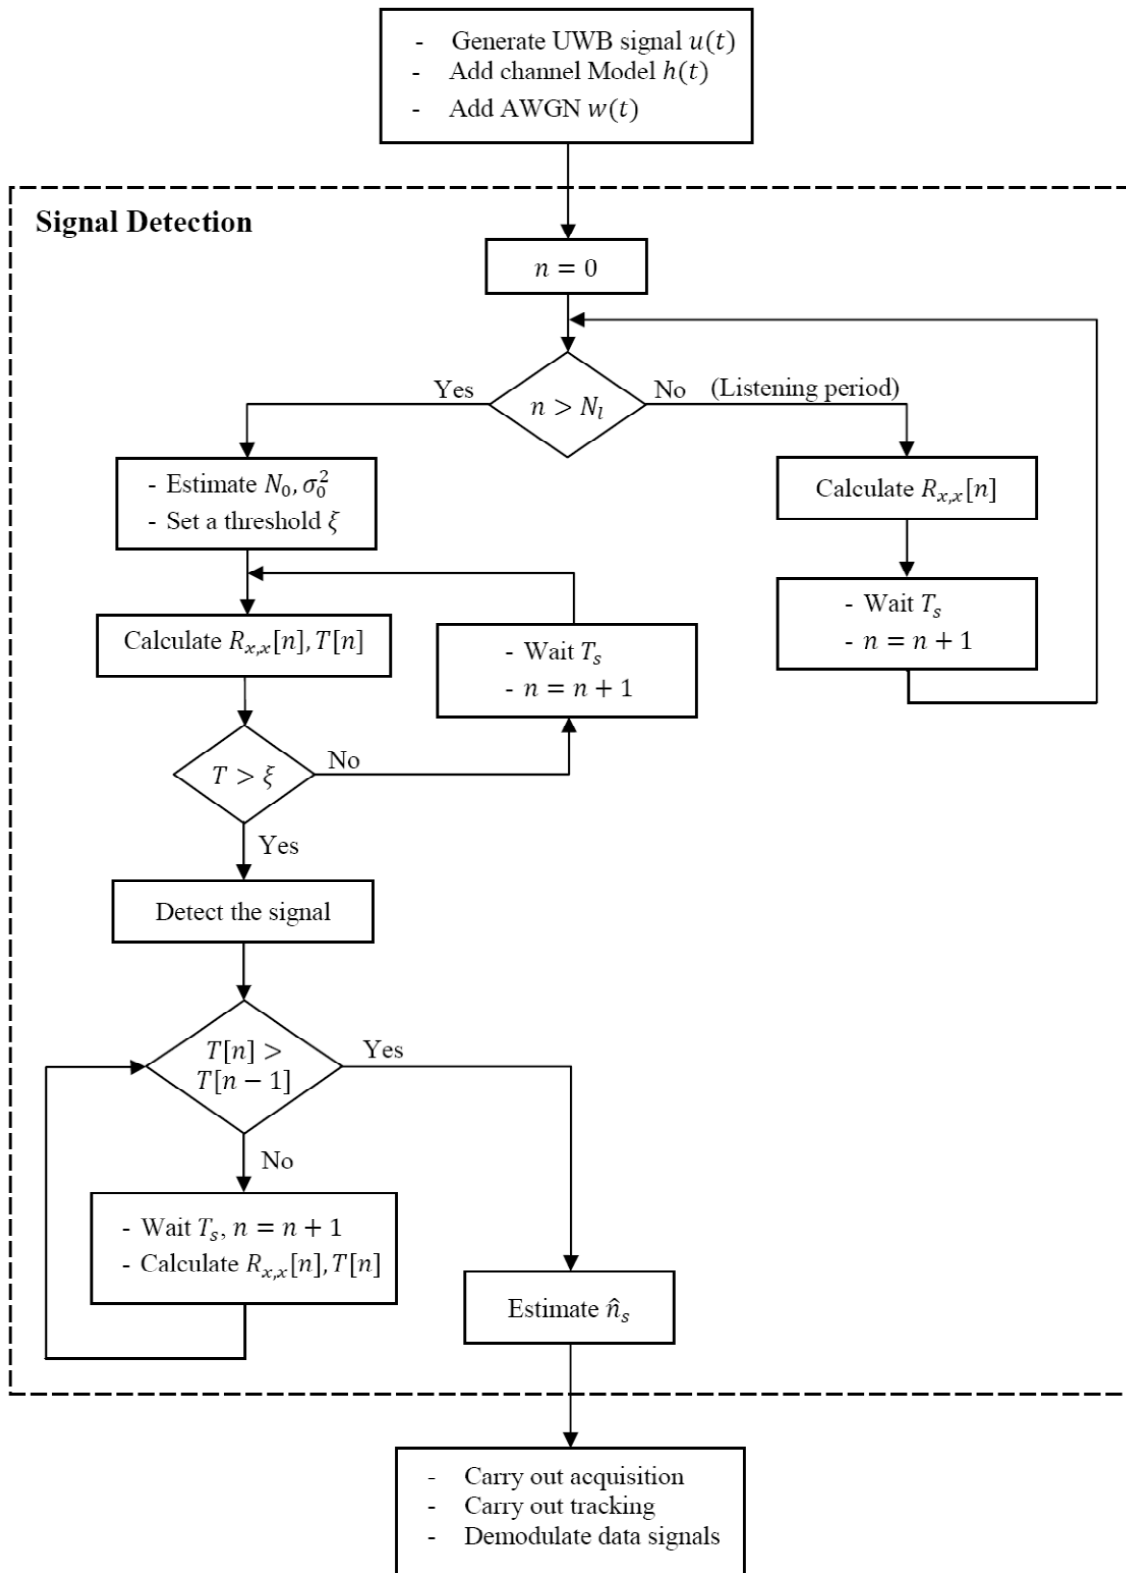 - Generate UWB signal u(t)
- Add channel Model h(t)
- Add AWGN w(t)
Signal Detection
n = 0
n > N_l
Yes
No (Listening period)
- Estimate N_0, σ_0^2
- Set a threshold ξ
Calculate R_{x,x}[n]
- Wait T_s
- n = n + 1
Calculate R_{x,x}[n], T[n]
- Wait T_s
- n = n + 1
T > ξ
No
Yes
Detect the signal
T[n] >
T[n − 1]
Yes
No
- Wait T_s, n = n + 1
- Calculate R_{x,x}[n], T[n]
Estimate n̂_s
- Carry out acquisition
- Carry out tracking
- Demodulate data signals